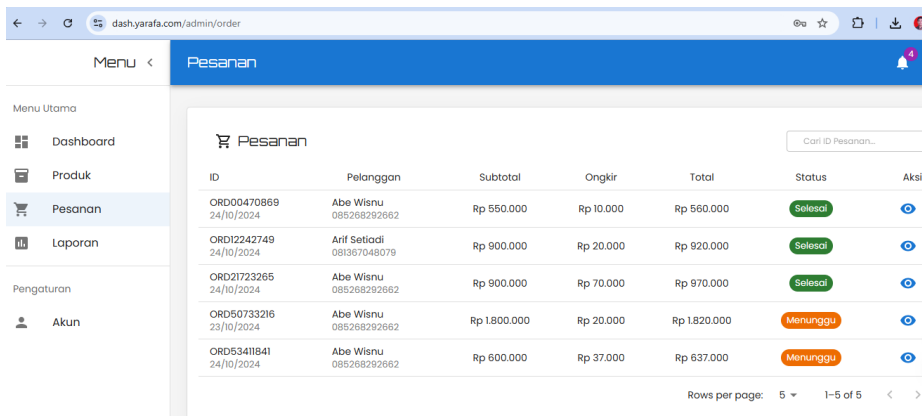 dash.yarafa.com/admin/order
Menu <
Pesanan
4
Menu Utama
Dashboard
Produk
Pesanan
Laporan
Pengaturan
Akun
Pesanan
Cari ID Pesanan...
ID Pelanggan Subtotal Ongkir Total Status Aksi
ORD00470869 Abe Wisnu Rp 550.000 Rp 10.000 Rp 560.000 Selesai
24/10/2024 085268292662
ORD12242749 Arif Setiadi Rp 900.000 Rp 20.000 Rp 920.000 Selesai
24/10/2024 081367048079
ORD21723265 Abe Wisnu Rp 900.000 Rp 70.000 Rp 970.000 Selesai
24/10/2024 085268292662
ORD50733216 Abe Wisnu Rp 1.800.000 Rp 20.000 Rp 1.820.000 Menunggu
23/10/2024 085268292662
ORD53411841 Abe Wisnu Rp 600.000 Rp 37.000 Rp 637.000 Menunggu
24/10/2024 085268292662
Rows per page: 5 1–5 of 5 < >